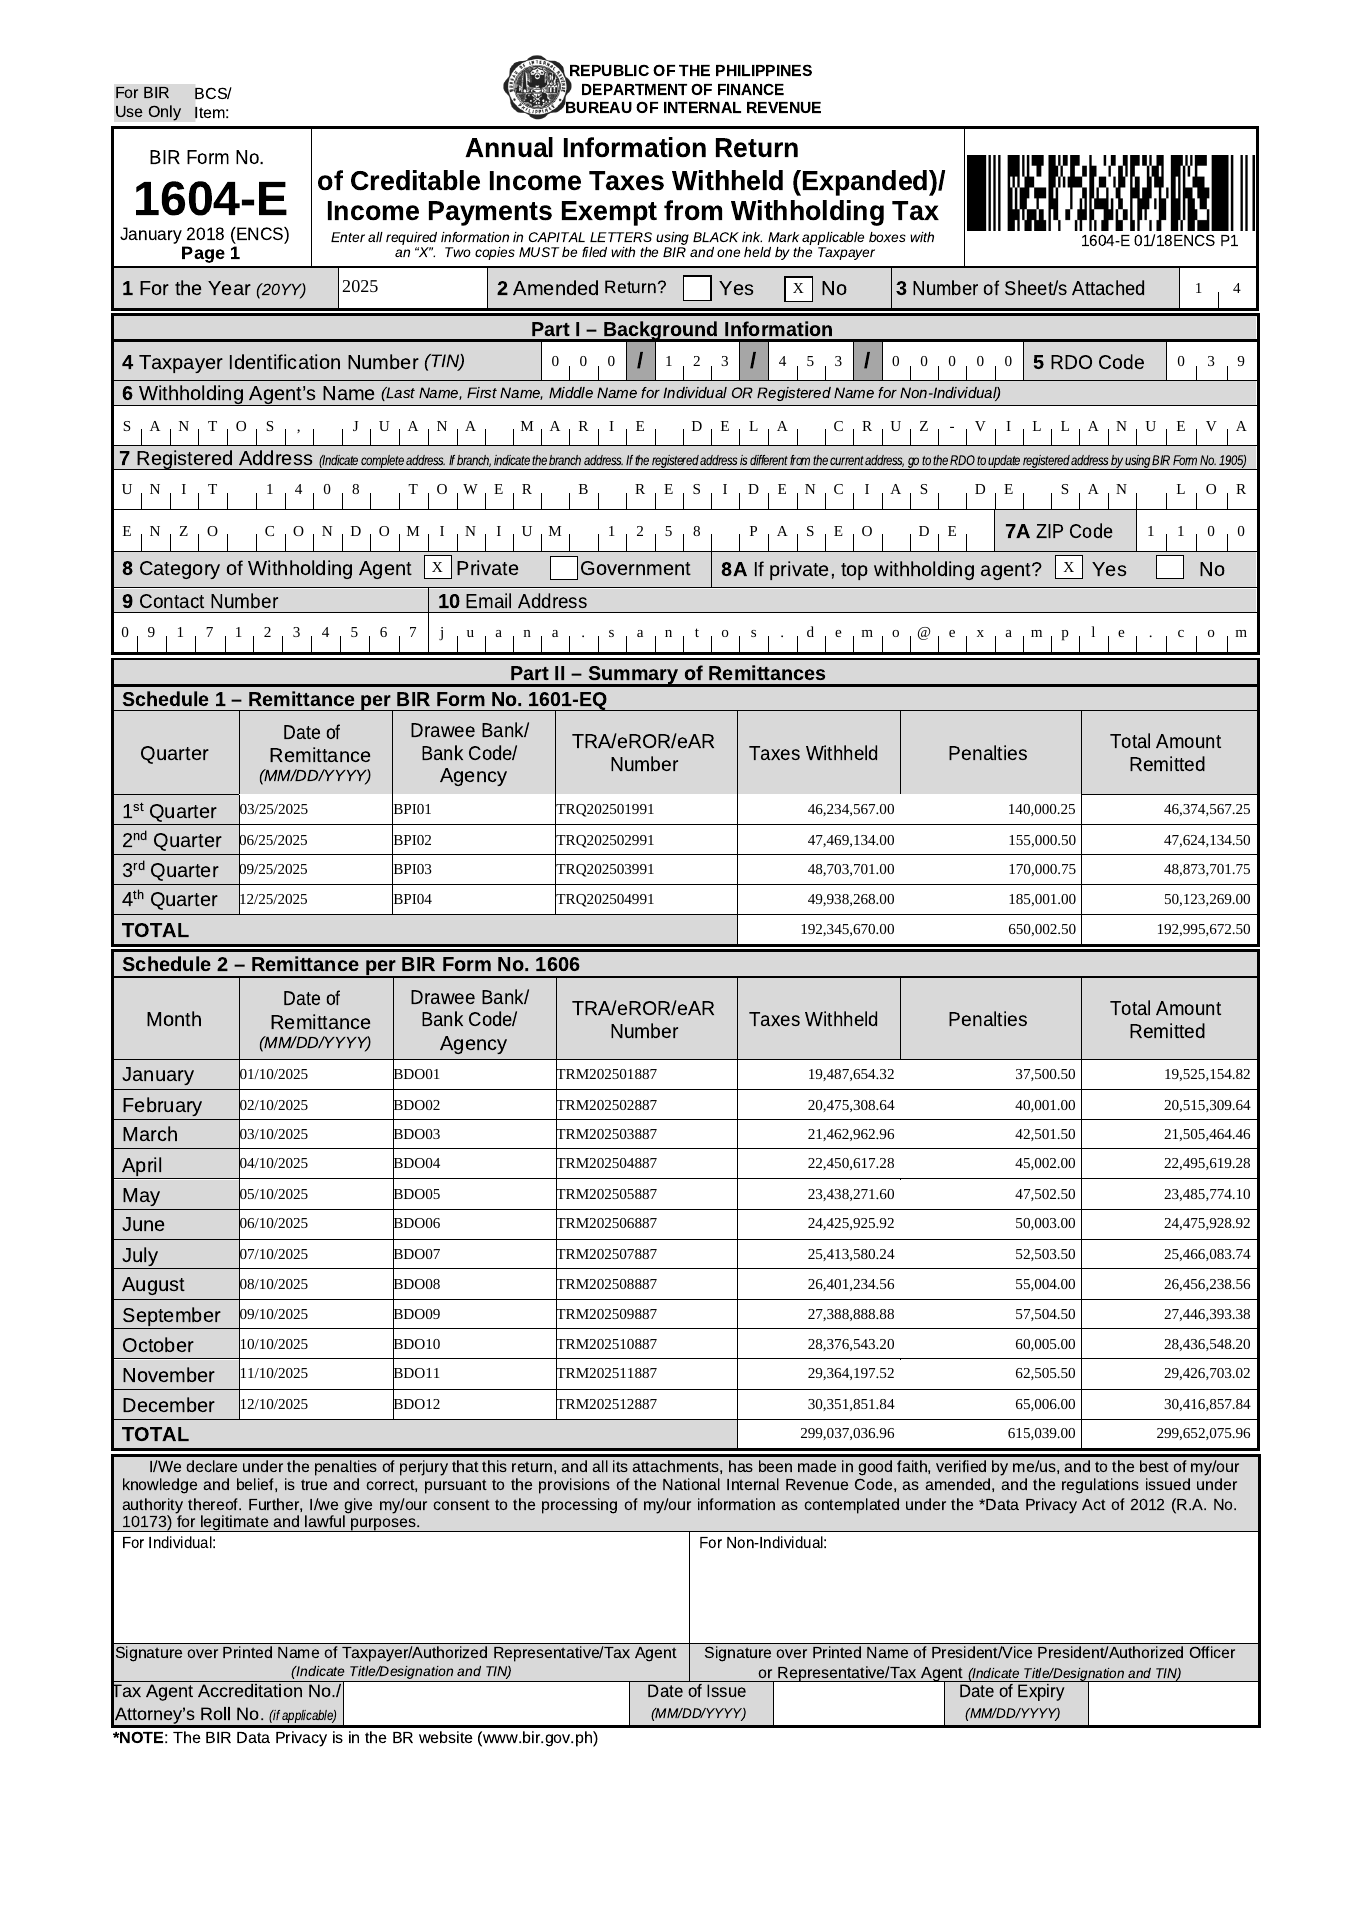 REPUBLIC OF THE PHILIPPINES
DEPARTMENT OF FINANCE
BUREAU OF INTERNAL REVENUE
For BIR BCS/
Use Only Item:
BIR Form No.
1604-E
January 2018 (ENCS)
Page 1
Annual Information Return
of Creditable Income Taxes Withheld (Expanded)/
Income Payments Exempt from Withholding Tax
Enter all required information in CAPITAL LETTERS using BLACK ink. Mark applicable boxes with
an “X”. Two copies MUST be filed with the BIR and one held by the Taxpayer
1604-E 01/18ENCS P1
1 For the Year (20YY) 2025 2 Amended Return? Yes X No 3 Number of Sheet/s Attached 1 4
Part I – Background Information
4 Taxpayer Identification Number (TIN) 0 0 0 / 1 2 3 / 4 5 3 / 0 0 0 0 0 5 RDO Code 0 3 9
6 Withholding Agent’s Name (Last Name, First Name, Middle Name for Individual OR Registered Name for Non-Individual)
SANTOS, JUANA MARIE DELA CRUZ-VILLANUEVA
7 Registered Address (Indicate complete address. If branch, indicate the branch address. If the registered address is different from the current address, go to the RDO to update registered address by using BIR Form No. 1905)
UNIT 1408 TOWER B RESIDENCIAS DE SAN LOR
ENZO CONDOMINIUM 1258 PASEO DE 7A ZIP Code 1 1 0 0
8 Category of Withholding Agent X Private Government 8A If private, top withholding agent? X Yes No
9 Contact Number 10 Email Address
09171234567 juana.santos.demo@example.com
Part II – Summary of Remittances
Schedule 1 – Remittance per BIR Form No. 1601-EQ
Quarter Date of Remittance (MM/DD/YYYY) Drawee Bank/ Bank Code/ Agency TRA/eROR/eAR Number Taxes Withheld Penalties Total Amount Remitted
1st Quarter 03/25/2025 BPI01 TRQ202501991 46,234,567.00 140,000.25 46,374,567.25
2nd Quarter 06/25/2025 BPI02 TRQ202502991 47,469,134.00 155,000.50 47,624,134.50
3rd Quarter 09/25/2025 BPI03 TRQ202503991 48,703,701.00 170,000.75 48,873,701.75
4th Quarter 12/25/2025 BPI04 TRQ202504991 49,938,268.00 185,001.00 50,123,269.00
TOTAL 192,345,670.00 650,002.50 192,995,672.50
Schedule 2 – Remittance per BIR Form No. 1606
Month Date of Remittance (MM/DD/YYYY) Drawee Bank/ Bank Code/ Agency TRA/eROR/eAR Number Taxes Withheld Penalties Total Amount Remitted
January 01/10/2025 BDO01 TRM202501887 19,487,654.32 37,500.50 19,525,154.82
February 02/10/2025 BDO02 TRM202502887 20,475,308.64 40,001.00 20,515,309.64
March 03/10/2025 BDO03 TRM202503887 21,462,962.96 42,501.50 21,505,464.46
April 04/10/2025 BDO04 TRM202504887 22,450,617.28 45,002.00 22,495,619.28
May 05/10/2025 BDO05 TRM202505887 23,438,271.60 47,502.50 23,485,774.10
June 06/10/2025 BDO06 TRM202506887 24,425,925.92 50,003.00 24,475,928.92
July 07/10/2025 BDO07 TRM202507887 25,413,580.24 52,503.50 25,466,083.74
August 08/10/2025 BDO08 TRM202508887 26,401,234.56 55,004.00 26,456,238.56
September 09/10/2025 BDO09 TRM202509887 27,388,888.88 57,504.50 27,446,393.38
October 10/10/2025 BDO10 TRM202510887 28,376,543.20 60,005.00 28,436,548.20
November 11/10/2025 BDO11 TRM202511887 29,364,197.52 62,505.50 29,426,703.02
December 12/10/2025 BDO12 TRM202512887 30,351,851.84 65,006.00 30,416,857.84
TOTAL 299,037,036.96 615,039.00 299,652,075.96
I/We declare under the penalties of perjury that this return, and all its attachments, has been made in good faith, verified by me/us, and to the best of my/our
knowledge and belief, is true and correct, pursuant to the provisions of the National Internal Revenue Code, as amended, and the regulations issued under
authority thereof. Further, I/we give my/our consent to the processing of my/our information as contemplated under the *Data Privacy Act of 2012 (R.A. No.
10173) for legitimate and lawful purposes.
For Individual: For Non-Individual:
Signature over Printed Name of Taxpayer/Authorized Representative/Tax Agent
(Indicate Title/Designation and TIN)
Signature over Printed Name of President/Vice President/Authorized Officer
or Representative/Tax Agent (Indicate Title/Designation and TIN)
Tax Agent Accreditation No./ Date of Issue Date of Expiry
Attorney’s Roll No. (if applicable) (MM/DD/YYYY) (MM/DD/YYYY)
*NOTE: The BIR Data Privacy is in the BR website (www.bir.gov.ph)